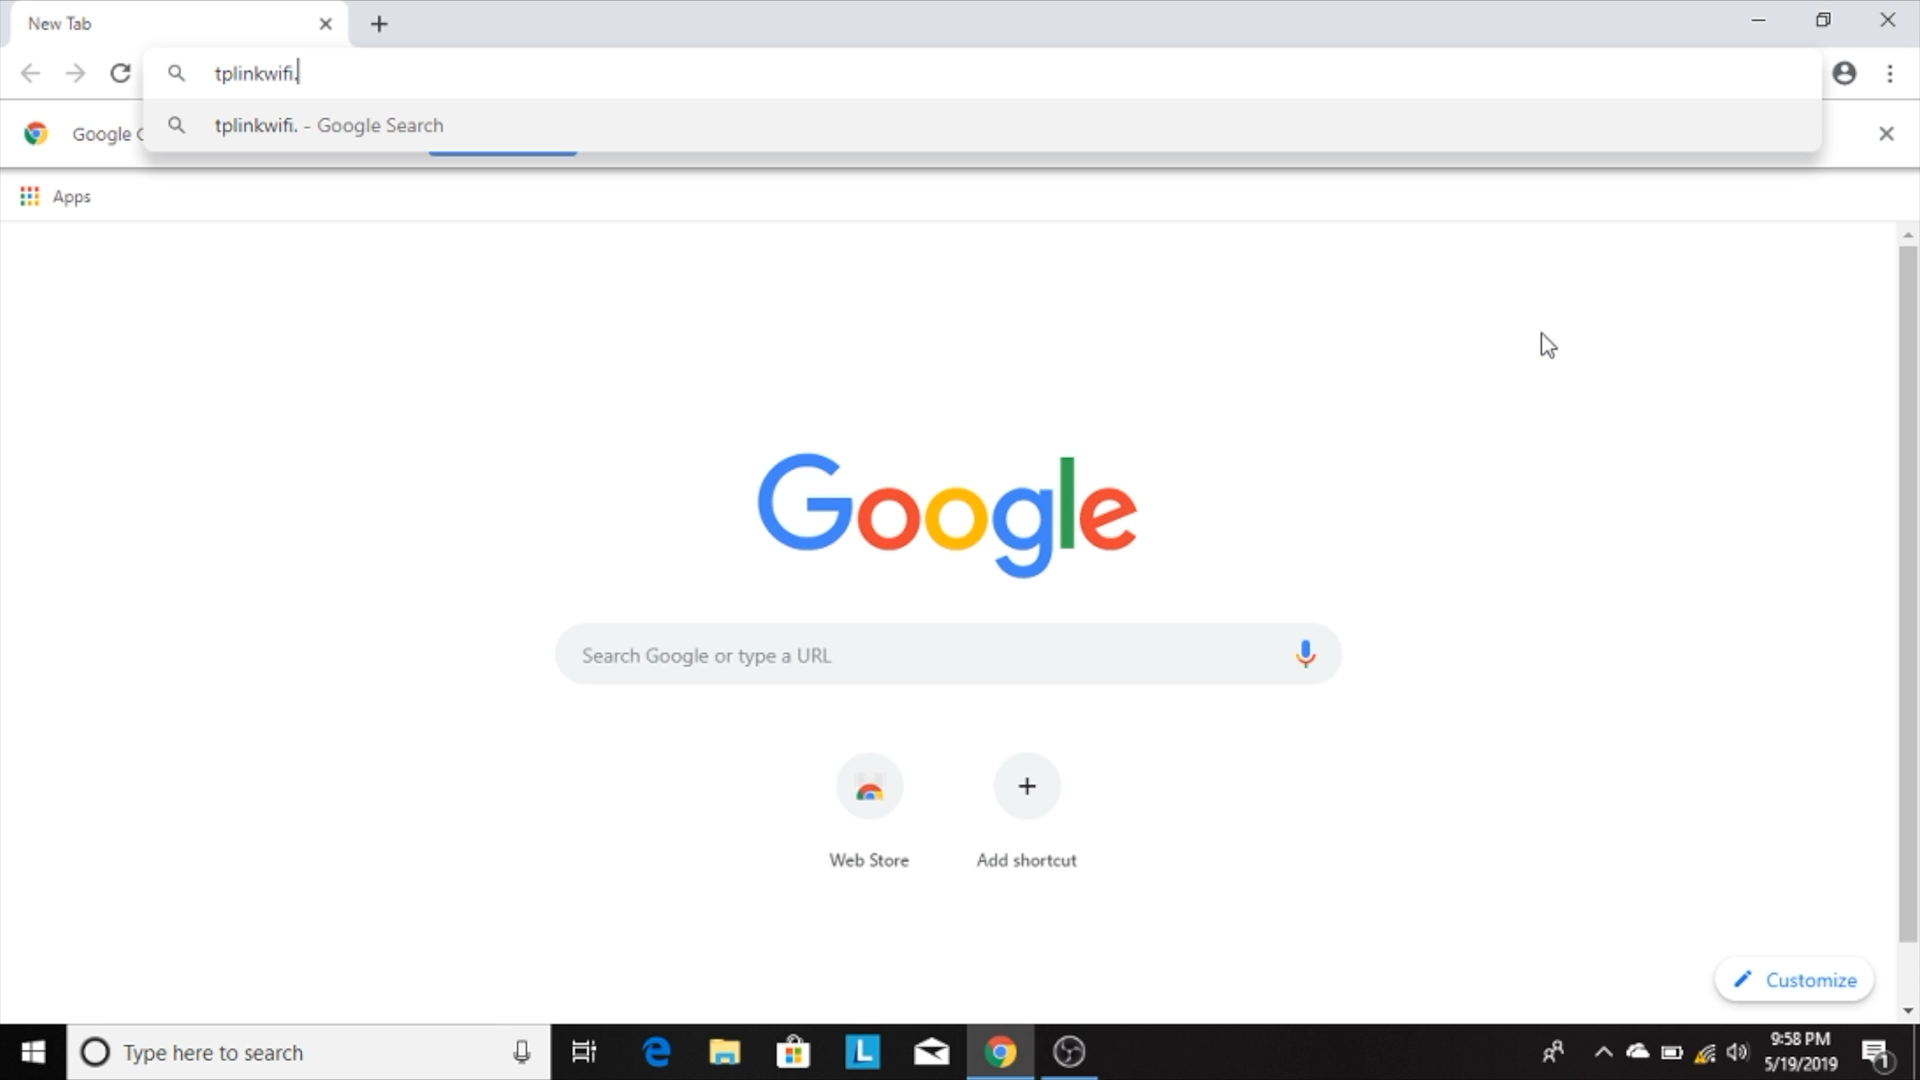 New Tab
tplinkwifi.
tplinkwifi. - Google Search
Google
Apps
Google
Search Google or type a URL
Web Store
Add shortcut
Customize
Type here to search
L
9:58 PM
5/19/2019
1